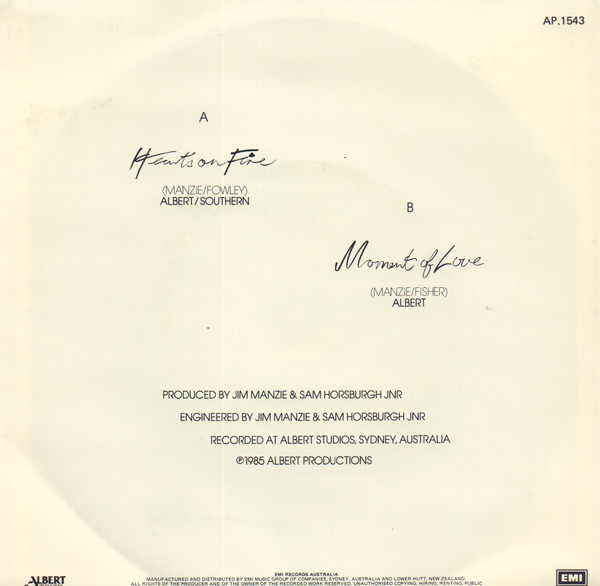 AP.1543
A
Hearts on Fire
(MANZIE/FOWLEY)
ALBERT/SOUTHERN
B
Moment of Love
(MANZIE/FISHER)
ALBERT
PRODUCED BY JIM MANZIE & SAM HORSBURGH JNR
ENGINEERED BY JIM MANZIE & SAM HORSBURGH JNR
RECORDED AT ALBERT STUDIOS, SYDNEY, AUSTRALIA
℗1985 ALBERT PRODUCTIONS
ALBERT
EMI RECORDS AUSTRALIA
MANUFACTURED AND DISTRIBUTED BY EMI MUSIC GROUP OF COMPANIES, SYDNEY, AUSTRALIA AND LOWER HUTT, NEW ZEALAND.
ALL RIGHTS OF THE PRODUCER AND OF THE OWNER OF THE RECORDED WORK RESERVED. UNAUTHORISED COPYING, HIRING, RENTING, PUBLIC
EMI